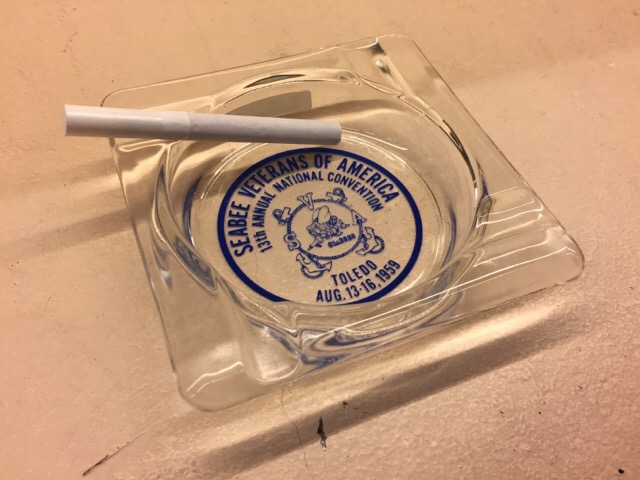 SEABEE VETERANS OF AMERICA
13th ANNUAL NATIONAL CONVENTION
TOLEDO
AUG. 13-16, 1959